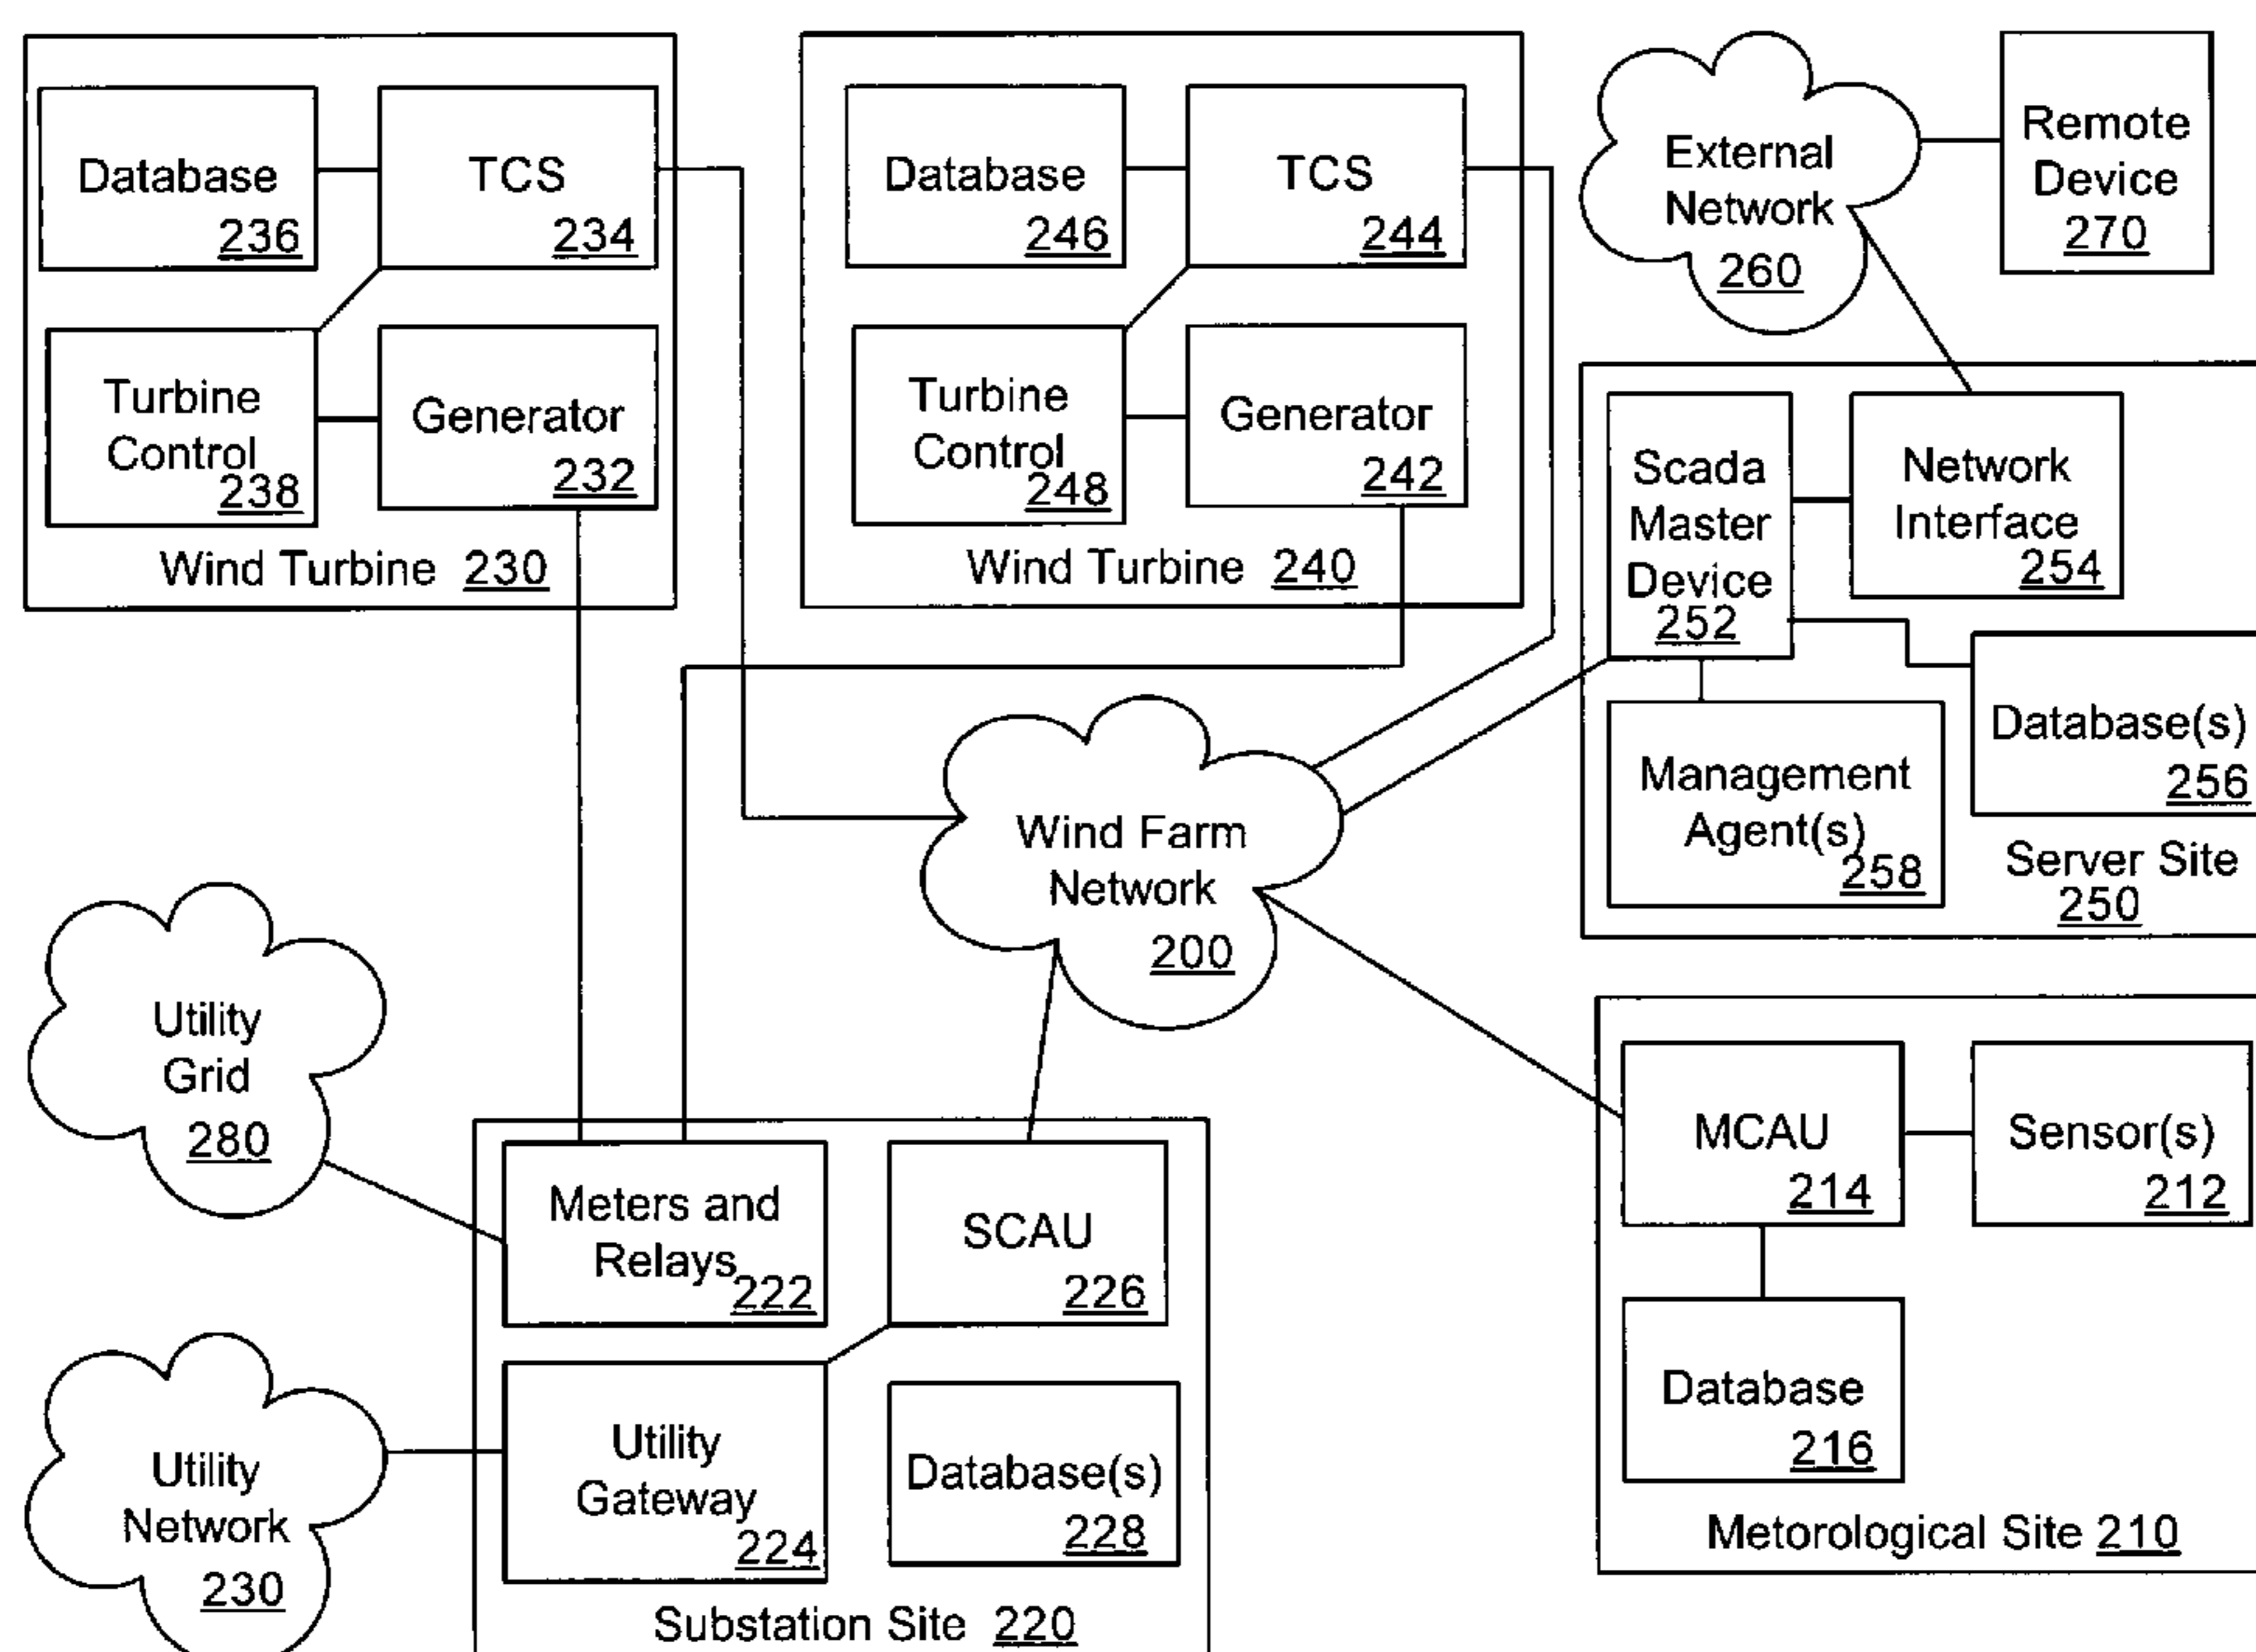 Database
236
TCS
234
Turbine
Control
238
Generator
232
Wind Turbine 230
Database
246
TCS
244
Turbine
Control
248
Generator
242
Wind Turbine 240
External
Network
260
Remote
Device
270
Scada
Master
Device
252
Network
Interface
254
Database(s)
256
Management
Agent(s)
258
Server Site
250
Wind Farm
Network
200
Utility
Grid
280
Meters and
Relays
222
SCAU
226
Utility
Gateway
224
Database(s)
228
Substation Site 220
Utility
Network
230
MCAU
214
Sensor(s)
212
Database
216
Metorological Site 210